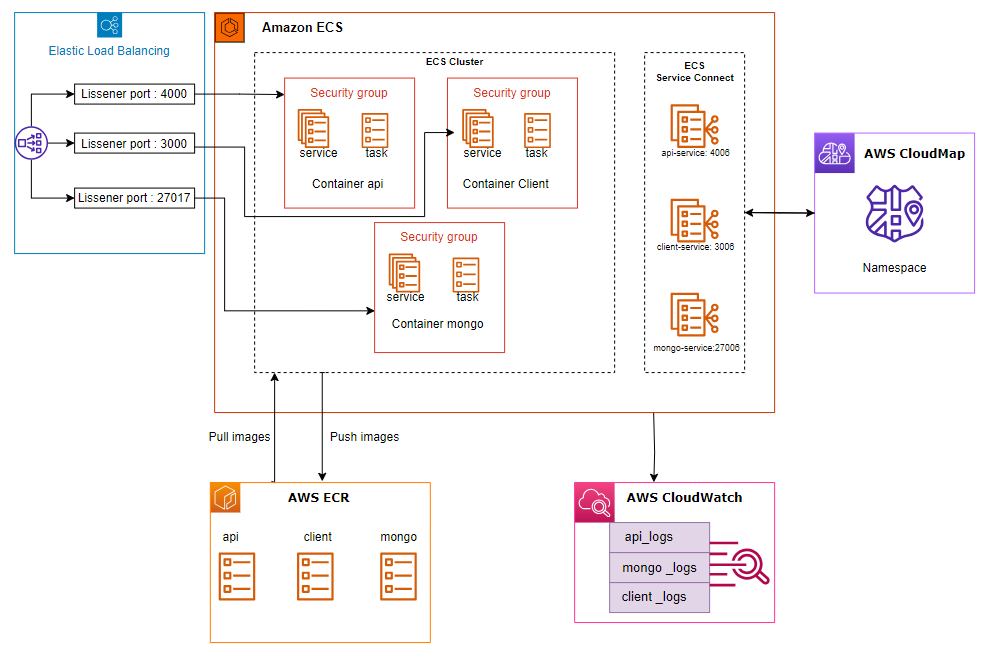 Elastic Load Balancing
Lissener port : 4000
Lissener port : 3000
Lissener port : 27017
Amazon ECS
ECS Cluster
Security group
service
task
Container api
Security group
service
task
Container Client
Security group
service
task
Container mongo
ECS
Service Connect
api-service: 4006
client-service: 3006
mongo-service:27006
AWS CloudMap
Namespace
Pull images
Push images
AWS ECR
api
client
mongo
AWS CloudWatch
api_logs
mongo _logs
client _logs